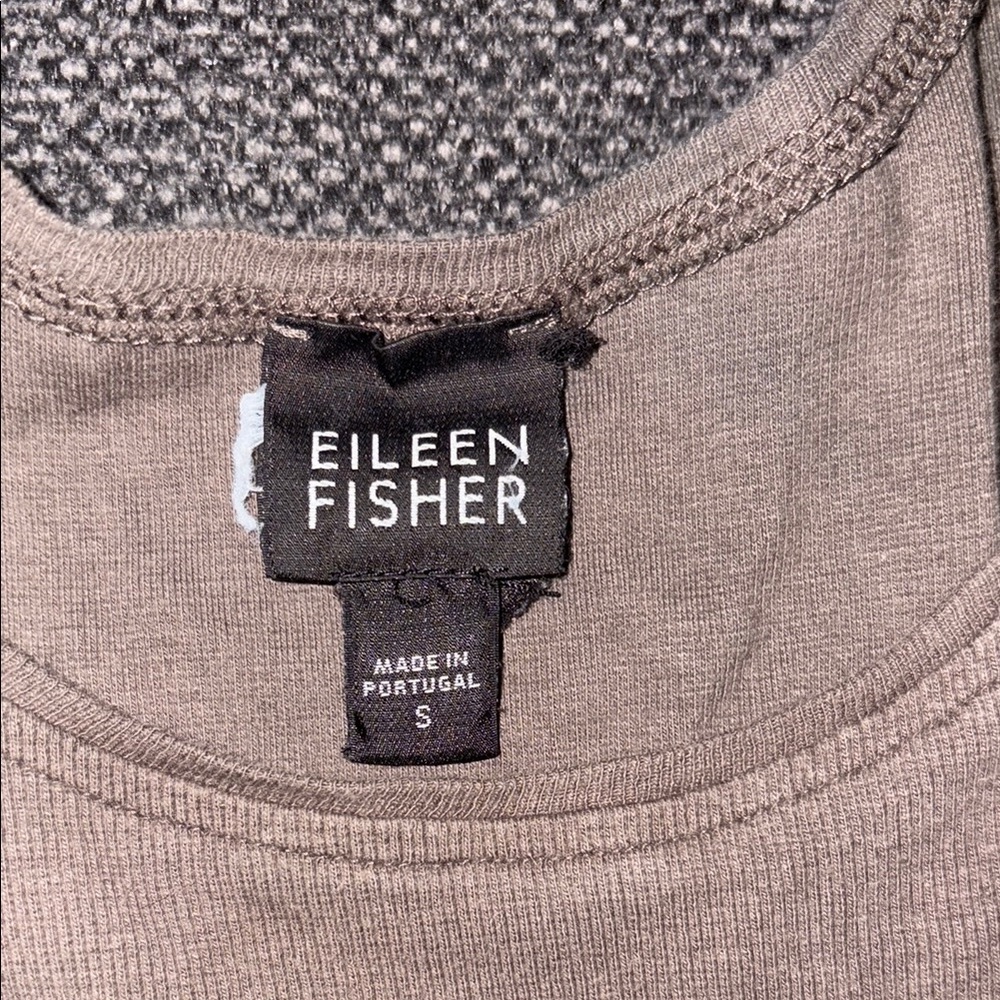 EILEEN
FISHER
MADE IN
PORTUGAL
S